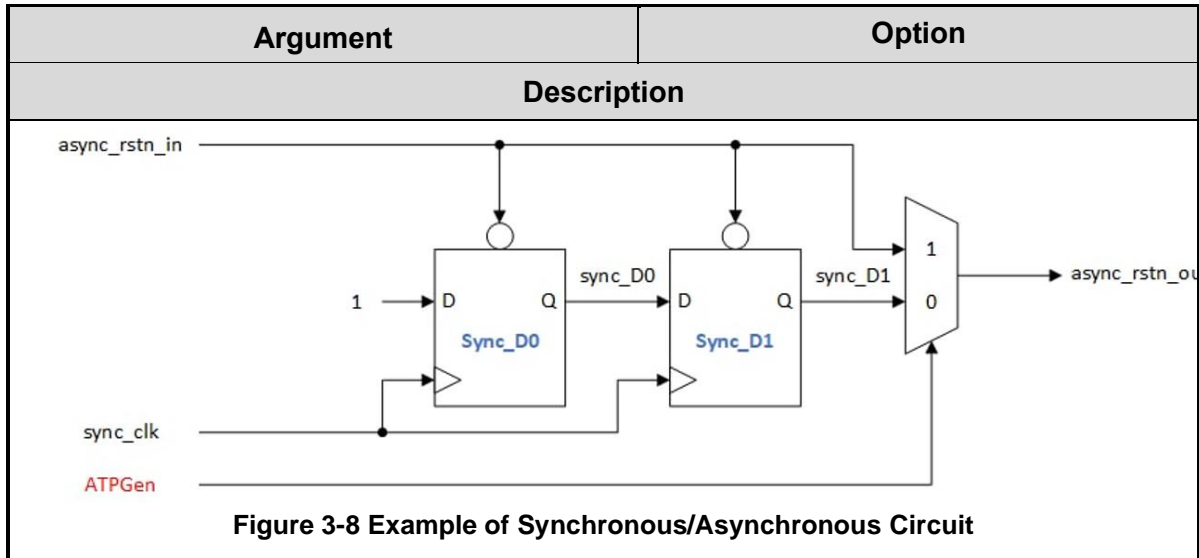 Argument Option
Description
async_rstn_in
1
sync_D0
sync_D1
async_rstn_ou
1 D Q D Q 0
Sync_D0 Sync_D1
sync_clk
ATPGen
Figure 3-8 Example of Synchronous/Asynchronous Circuit